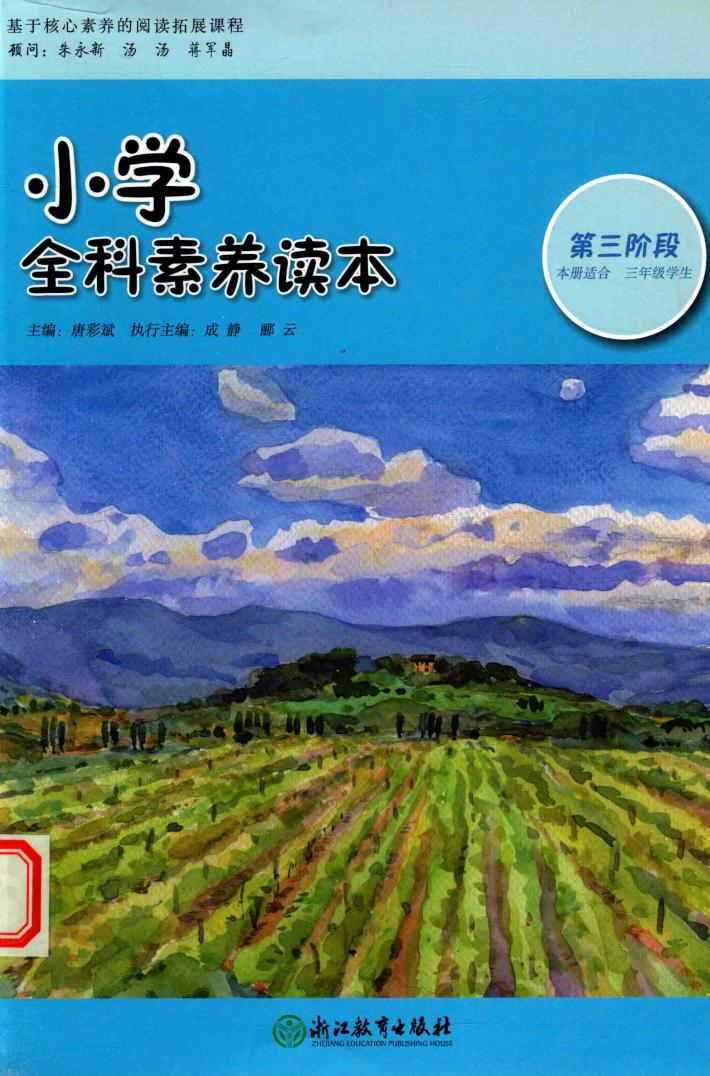 基于核心素养的阅读拓展课程
顾问：朱永新 汤 汤 蒋军晶
小学
全科素养读本
第三阶段
本册适合 三年级学生
主编：唐彩斌 执行主编：成 静 郦 云
浙江教育出版社
ZHEJIANG EDUCATION PUBLISHING HOUSE